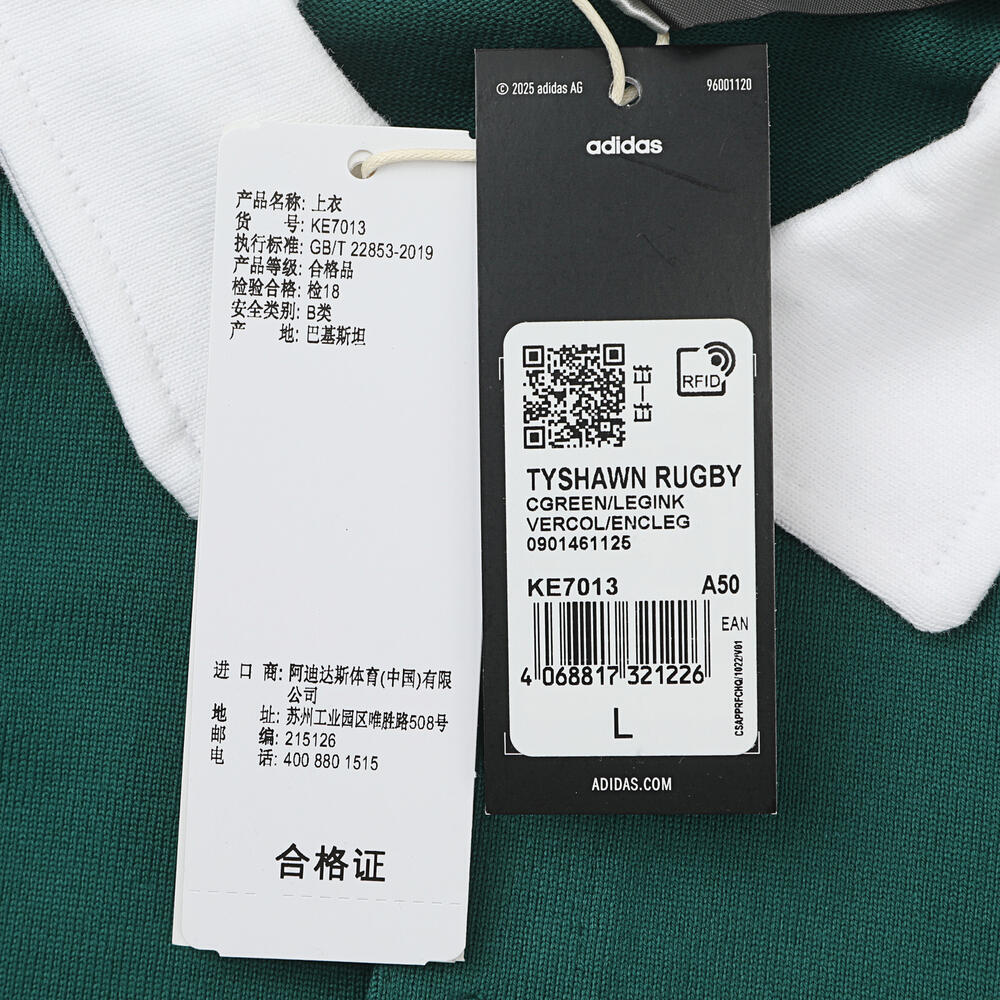 产品名称: 上衣
货 号: KE7013
执行标准: GB/T 22853-2019
产品等级: 合格品
检验合格: 检18
安全类别: B类
产 地: 巴基斯坦
进 口 商: 阿迪达斯体育(中国)有限
公司
地 址: 苏州工业园区唯胜路508号
邮 编: 215126
电 话: 400 880 1515
合格证
© 2025 adidas AG 96001120
adidas
RFID
TYSHAWN RUGBY
CGREEN/LEGINK
VERCOL/ENCLEG
0901461125
KE7013 A50
EAN
4 068817 321226
CSAPPRFCHQ/1022/V01
L
ADIDAS.COM